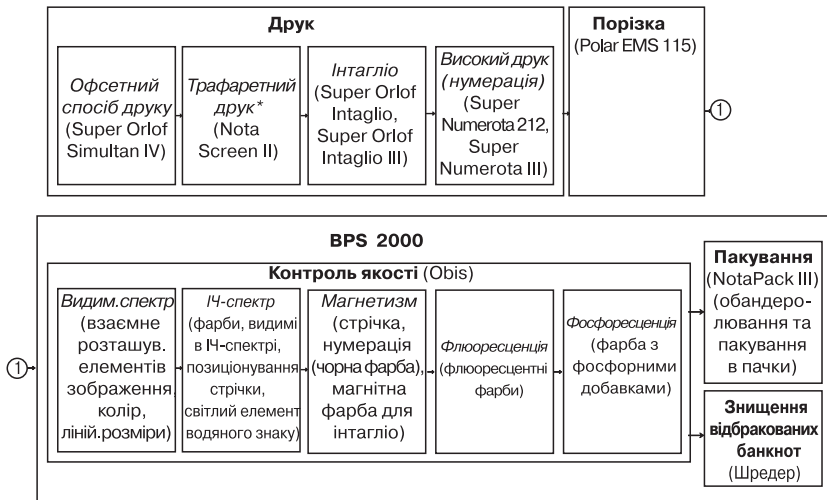 Друк
Офсетний
спосіб друку
(Super Orlof
Simultan IV)
Трафаретний
друк*
(Nota
Screen II)
Інтагліо
(Super Orlof
Intaglio,
Super Orlof
Intaglio III)
Високий друк
(нумерація)
(Super
Numerota 212,
Super
Numerota III)
Порізка
(Polar EMS 115)
1
1
BPS 2000
Контроль якості (Obis)
Видим.спектр
(взаємне
розташув.
елементів
зображення,
колір,
ліній.розміри)
ІЧ-спектр
(фарби, видимі
в ІЧ-спектрі,
позиціонування
стрічки,
світлий елемент
водяного знаку)
Магнетизм
(стрічка,
нумерація
(чорна фарба),
магнітна
фарба для
інтагліо)
Флюоресценція
(флюоресцентні
фарби)
Фосфоресценція
(фарба з
фосфорними
добавками)
Пакування
(NotaPack III)
(обандеро-
лювання та
пакування
в пачки)
Знищення
відбракованих
банкнот
(Шредер)